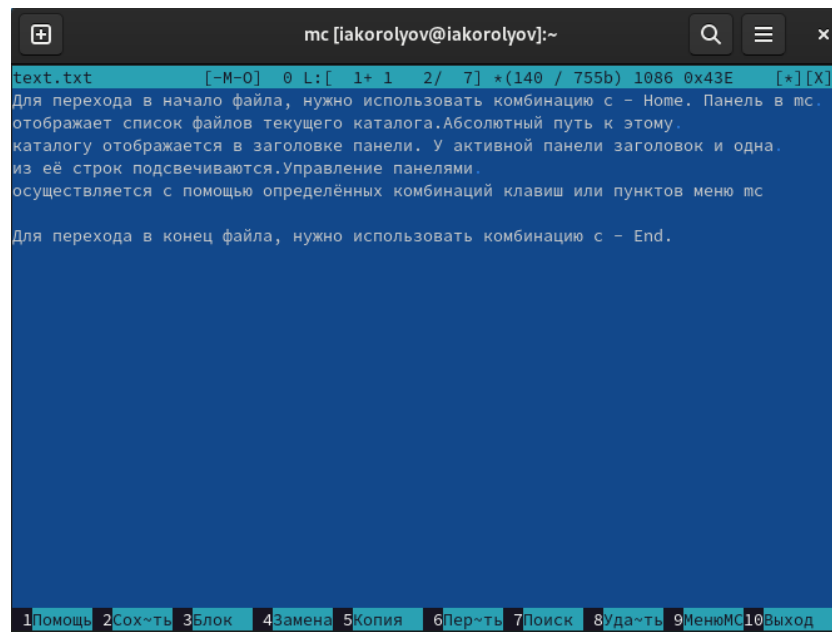 mc [iakorolyov@iakorolyov]:~
text.txt [-M-O] 0 L:[ 1+ 1 2/ 7] *(140 / 755b) 1086 0x43E [*][X]
Для перехода в начало файла, нужно использовать комбинацию c - Home. Панель в mc.
отображает список файлов текущего каталога.Абсолютный путь к этому.
каталогу отображается в заголовке панели. У активной панели заголовок и одна.
из её строк подсвечиваются.Управление панелями.
осуществляется с помощью определённых комбинаций клавиш или пунктов меню mc
Для перехода в конец файла, нужно использовать комбинацию c - End.
1Помощь 2Сох~ть 3Блок 4Замена 5Копия 6Пер~ть 7Поиск 8Уда~ть 9МенюMC 10Выход